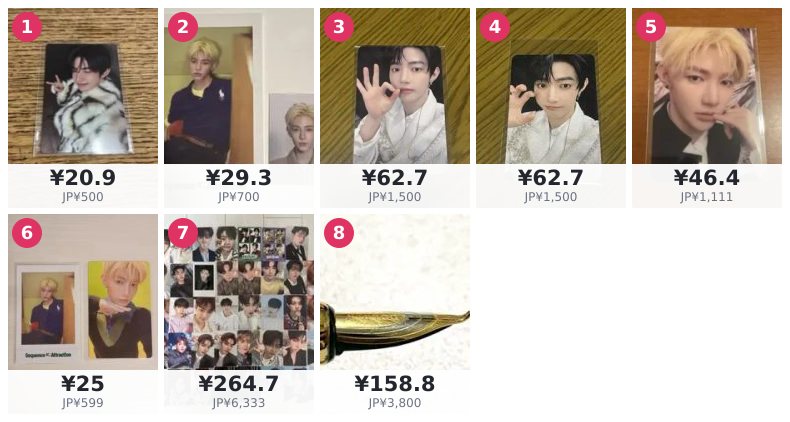 1
2
3
4
5
¥20.9
¥29.3
¥62.7
¥62.7
¥46.4
JP¥500
JP¥700
JP¥1,500
JP¥1,500
JP¥1,111
6
7
8
Sequence of Attraction
¥25
¥264.7
¥158.8
JP¥599
JP¥6,333
JP¥3,800